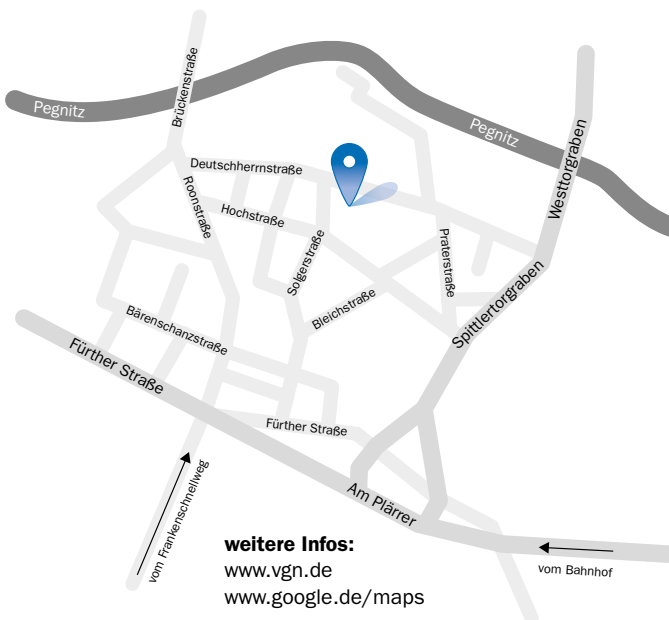 Brückenstraße
Pegnitz
Pegnitz
Westtorgraben
Deutschherrnstraße
Roonstraße
Hochstraße
Solgerstraße
Praterstraße
Bleichstraße
Spittlertorgraben
Bärenschanzstraße
Fürther Straße
Fürther Straße
Am Plärrer
vom Frankenschnellweg
vom Bahnhof
weitere Infos:
www.vgn.de
www.google.de/maps